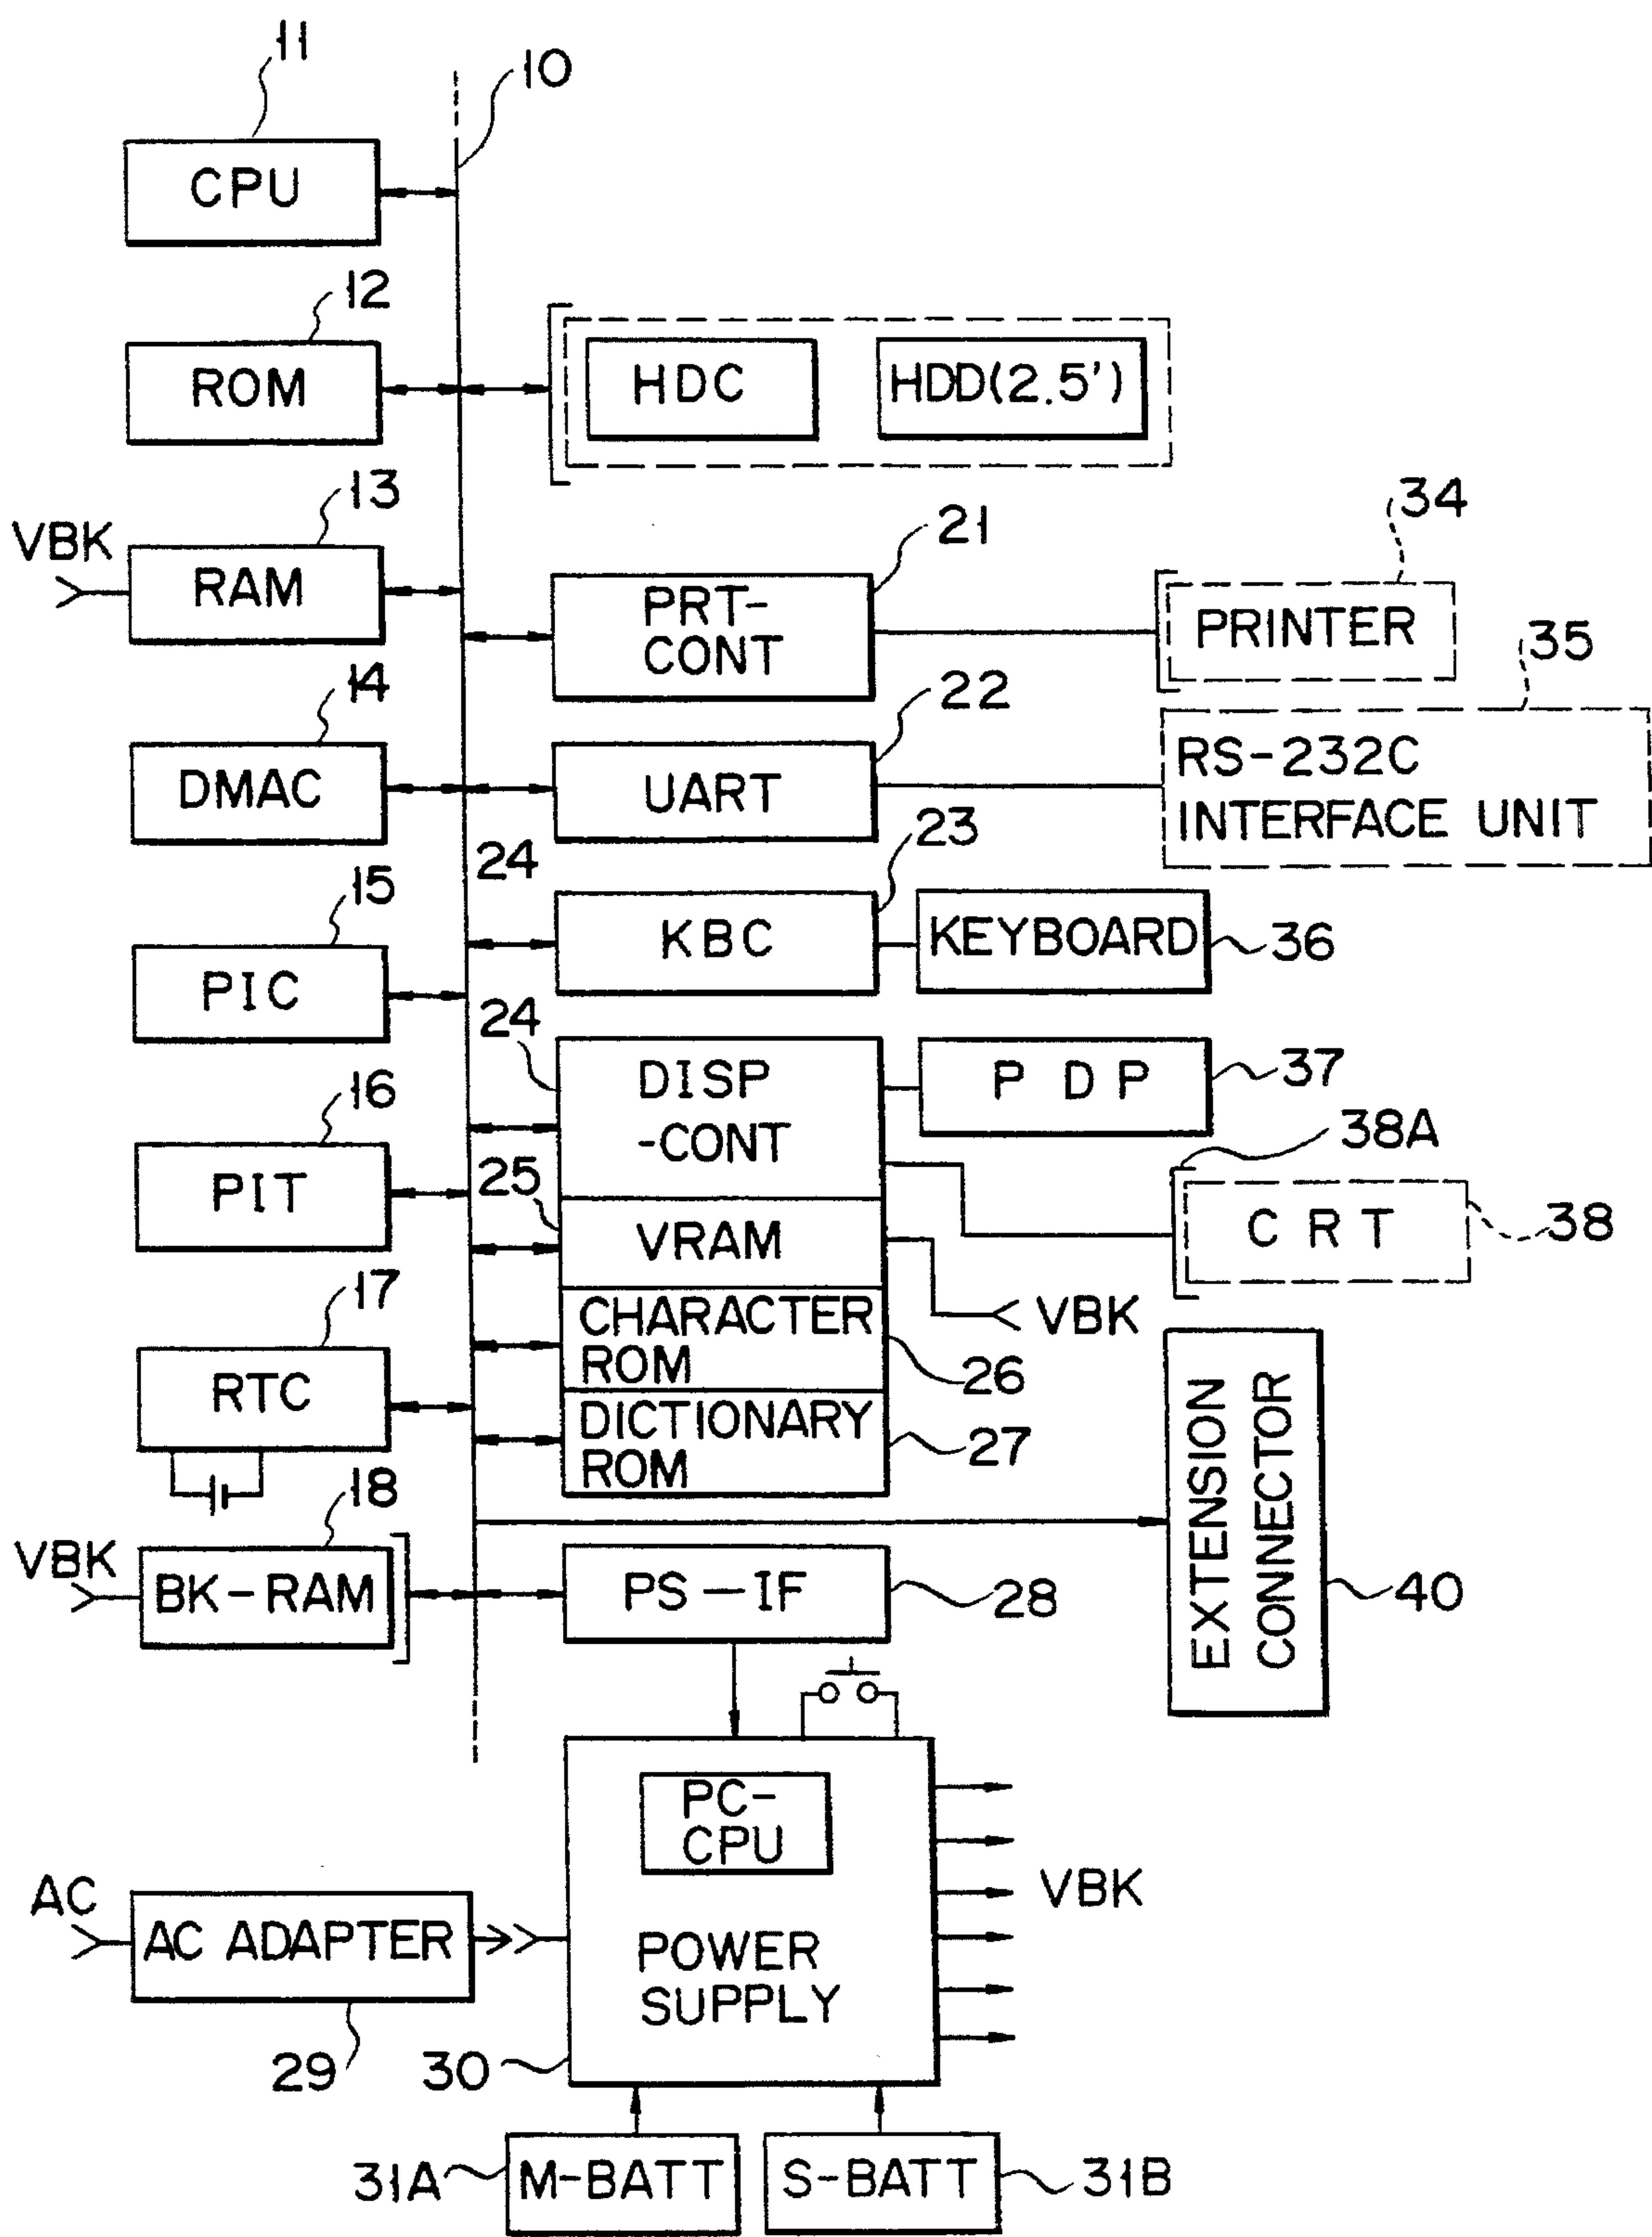 11
10
CPU
12
ROM
HDC
HDD(2.5')
13
VBK
RAM
21
34
PRT-
CONT
PRINTER
35
14
22
DMAC
UART
RS-232C
INTERFACE UNIT
24
23
15
KBC
KEYBOARD
36
PIC
24
DISP
-CONT
PDP
37
16
38A
PIT
25
VRAM
CRT
38
VBK
17
CHARACTER
ROM
26
RTC
DICTIONARY
ROM
27
EXTENSION
CONNECTOR
40
18
VBK
BK-RAM
PS-IF
28
PC-
CPU
VBK
AC
AC ADAPTER
POWER
SUPPLY
29
30
31A
M-BATT
S-BATT
31B